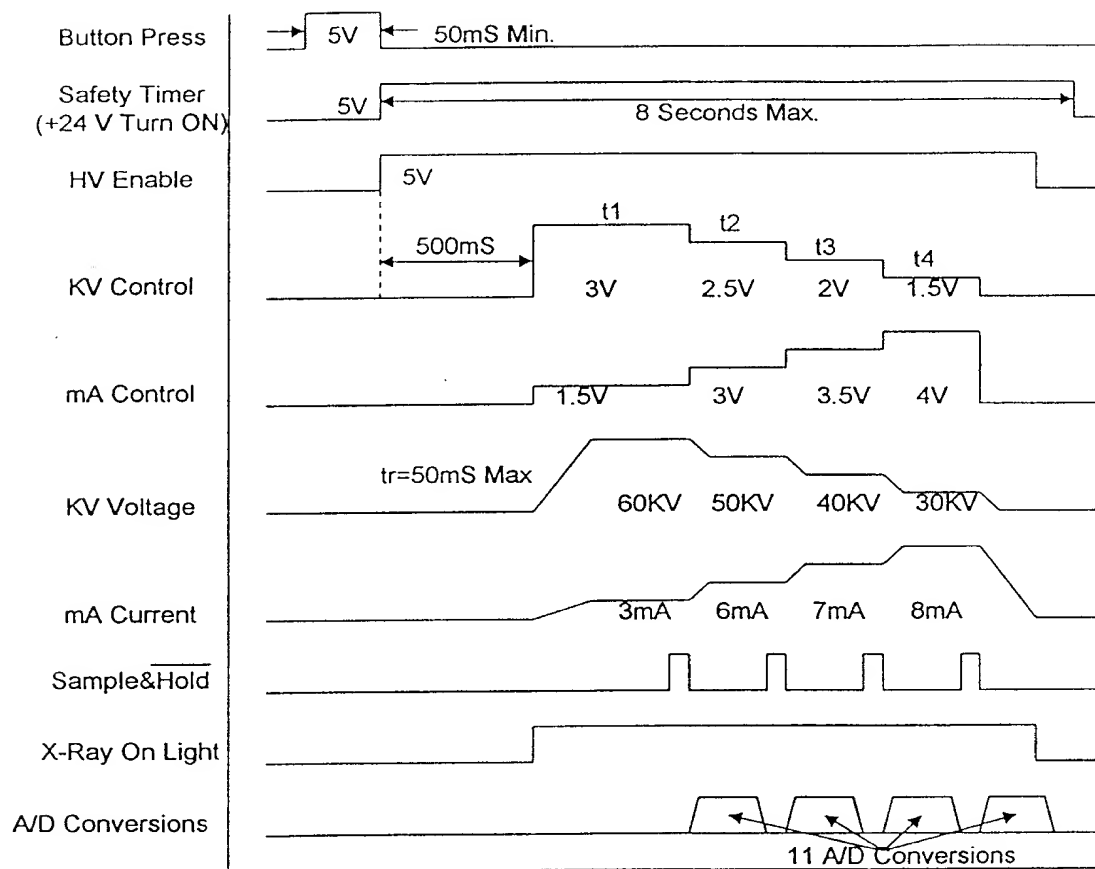 Button Press
5V
50mS Min.
Safety Timer
(+24 V Turn ON)
5V
8 Seconds Max.
HV Enable
5V
500mS
t1
t2
t3
t4
KV Control
3V
2.5V
2V
1.5V
mA Control
1.5V
3V
3.5V
4V
tr=50mS Max
KV Voltage
60KV
50KV
40KV
30KV
mA Current
3mA
6mA
7mA
8mA
Sample&Hold
X-Ray On Light
A/D Conversions
11 A/D Conversions